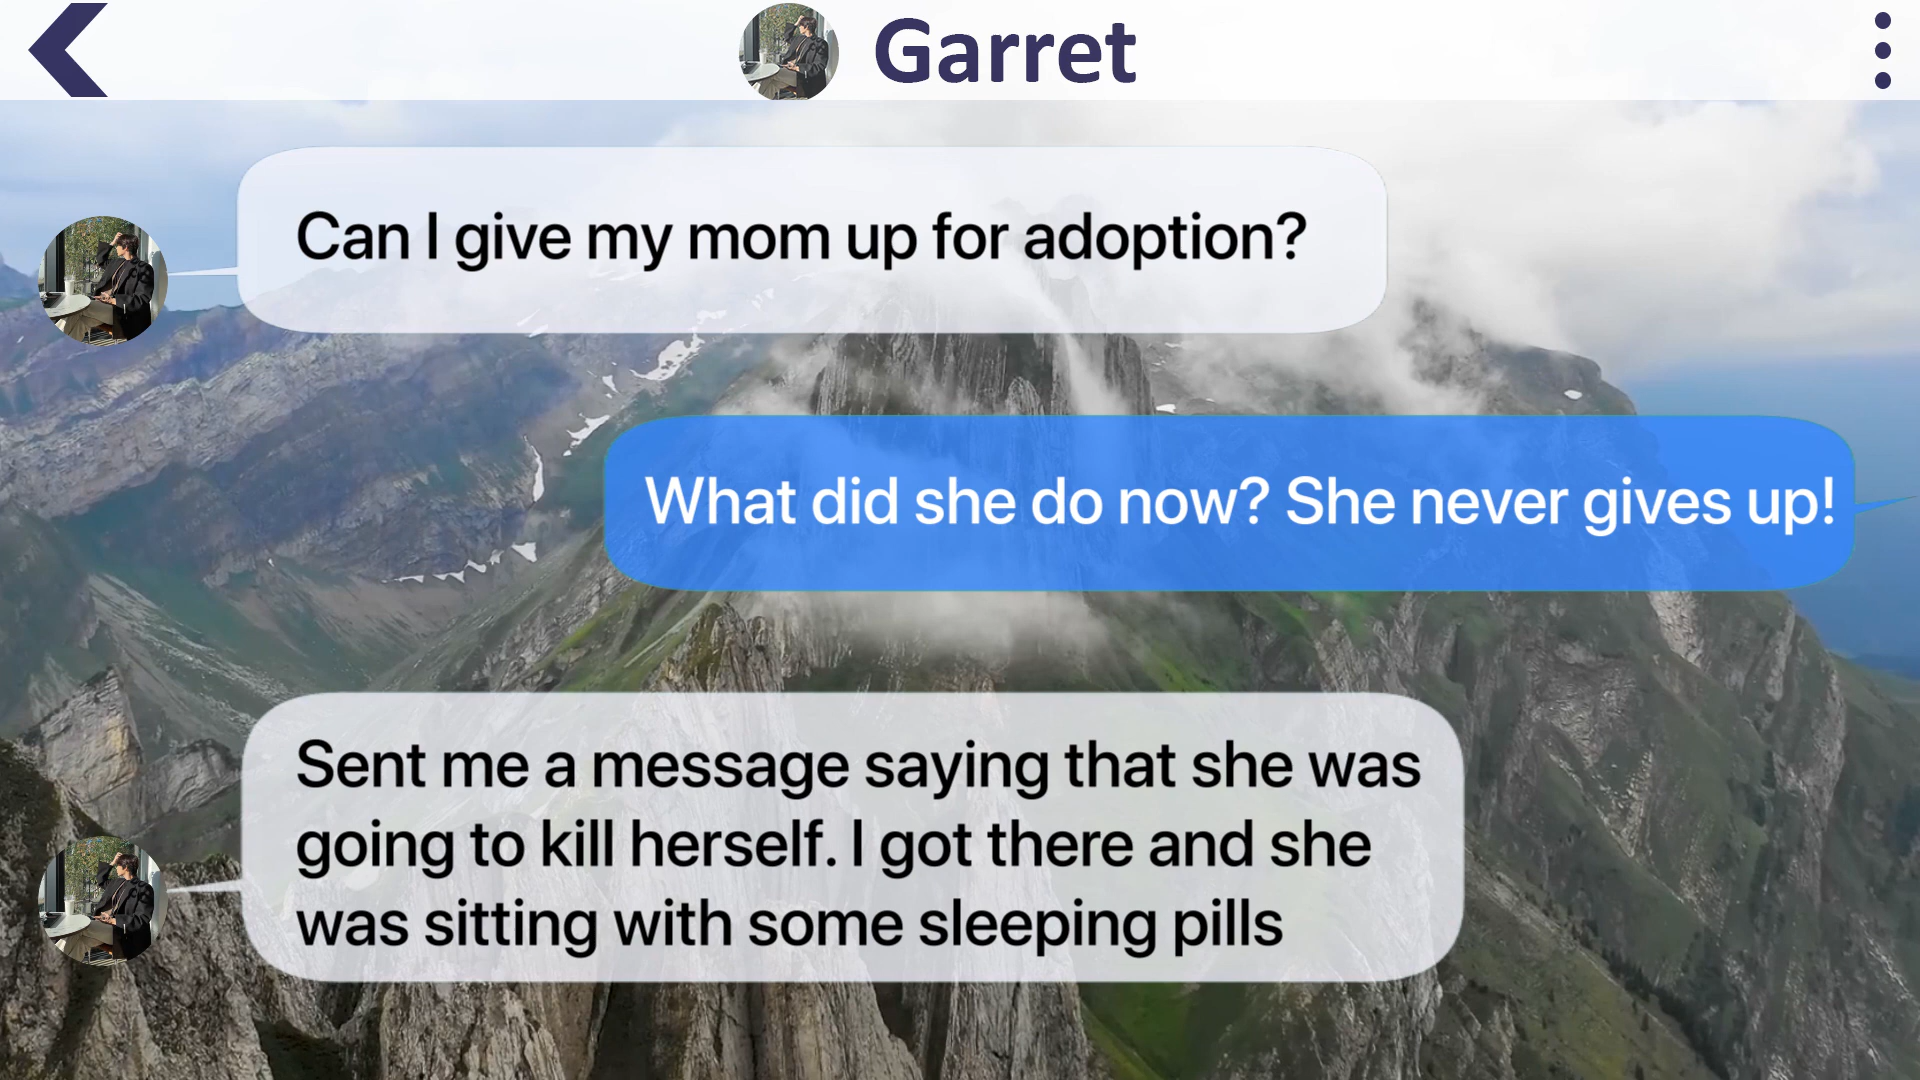 Garret
Can I give my mom up for adoption?
What did she do now? She never gives up!
Sent me a message saying that she was
going to kill herself. I got there and she
was sitting with some sleeping pills